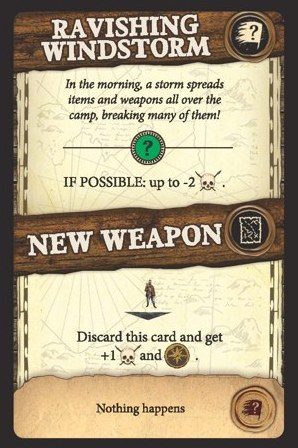 RAVISHING
WINDSTORM
?
In the morning, a storm spreads
items and weapons all over the
camp, breaking many of them!
?
IF POSSIBLE: up to -2 .
NEW WEAPON
Discard this card and get
+1 and .
Nothing happens
?